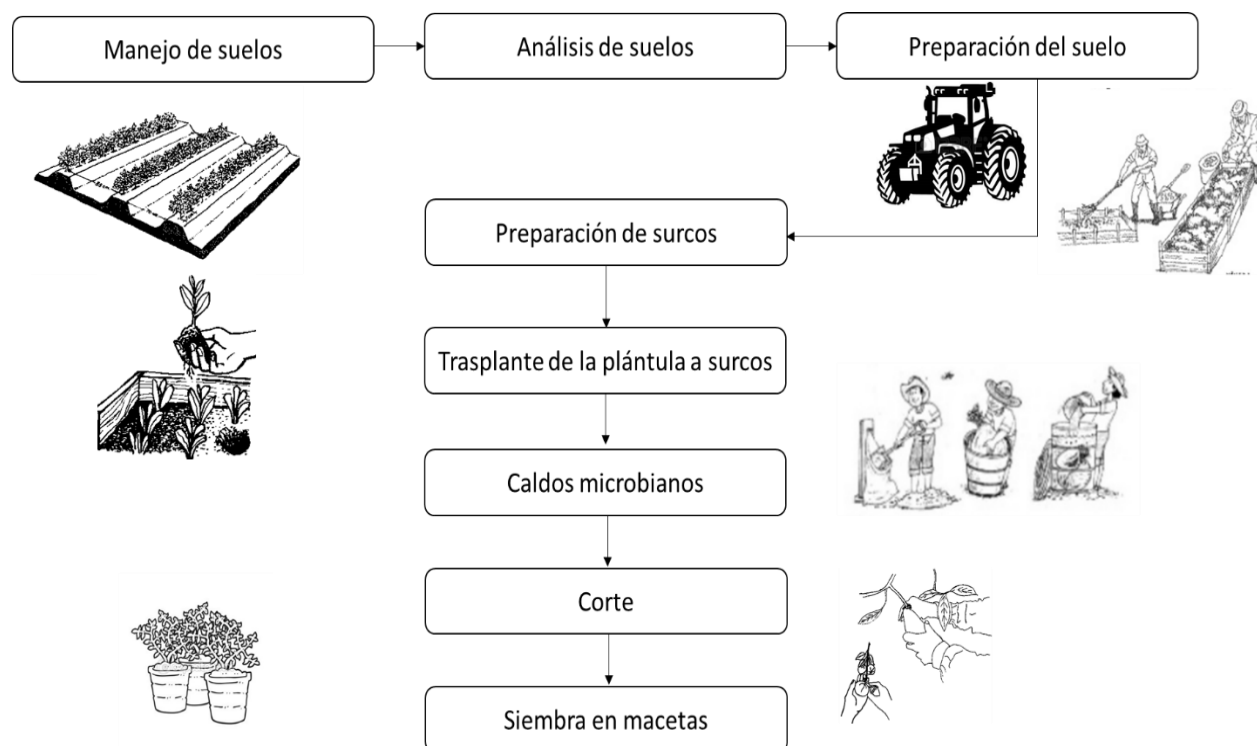 Manejo de suelos
Análisis de suelos
Preparación del suelo
Preparación de surcos
Trasplante de la plántula a surcos
Caldos microbianos
Corte
Siembra en macetas